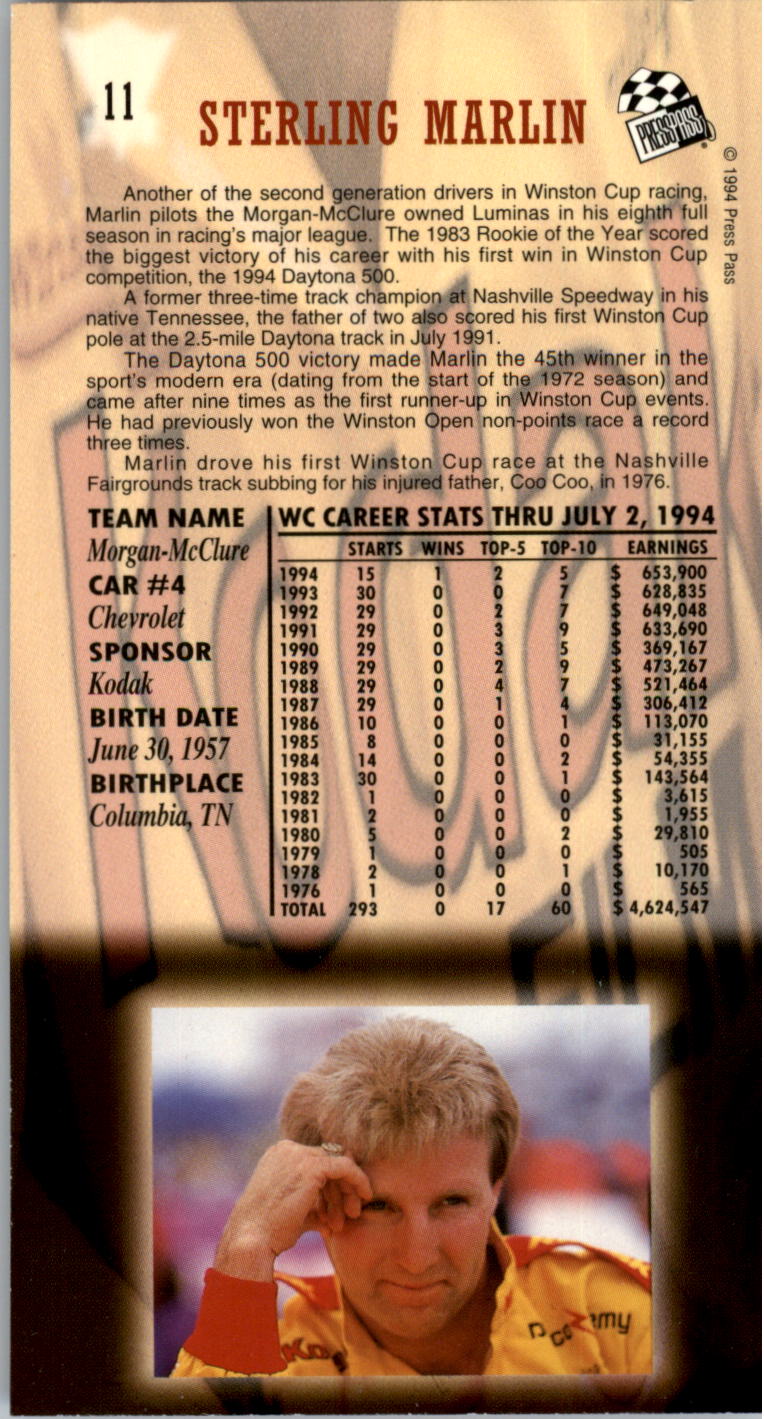 11
STERLING MARLIN
PRESS PASS
© 1994 Press Pass
Another of the second generation drivers in Winston Cup racing,
Marlin pilots the Morgan-McClure owned Luminas in his eighth full
season in racing's major league. The 1983 Rookie of the Year scored
the biggest victory of his career with his first win in Winston Cup
competition, the 1994 Daytona 500.
A former three-time track champion at Nashville Speedway in his
native Tennessee, the father of two also scored his first Winston Cup
pole at the 2.5-mile Daytona track in July 1991.
The Daytona 500 victory made Marlin the 45th winner in the
sport's modern era (dating from the start of the 1972 season) and
came after nine times as the first runner-up in Winston Cup events.
He had previously won the Winston Open non-points race a record
three times.
Marlin drove his first Winston Cup race at the Nashville
Fairgrounds track subbing for his injured father, Coo Coo, in 1976.
TEAM NAME
Morgan-McClure
CAR #4
Chevrolet
SPONSOR
Kodak
BIRTH DATE
June 30, 1957
BIRTHPLACE
Columbia, TN
WC CAREER STATS THRU JULY 2, 1994
STARTS WINS TOP-5 TOP-10 EARNINGS
1994 15 1 2 5 $ 653,900
1993 30 0 0 7 $ 628,835
1992 29 0 2 7 $ 649,048
1991 29 0 3 9 $ 633,690
1990 29 0 3 5 $ 369,167
1989 29 0 2 9 $ 473,267
1988 29 0 4 7 $ 521,464
1987 29 0 1 4 $ 306,412
1986 10 0 0 1 $ 113,070
1985 8 0 0 0 $ 31,155
1984 14 0 0 2 $ 54,355
1983 30 0 0 1 $ 143,564
1982 1 0 0 0 $ 3,615
1981 2 0 0 0 $ 1,955
1980 5 0 0 2 $ 29,810
1979 1 0 0 0 $ 505
1978 2 0 0 1 $ 10,170
1976 1 0 0 0 $ 565
TOTAL 293 0 17 60 $ 4,624,547